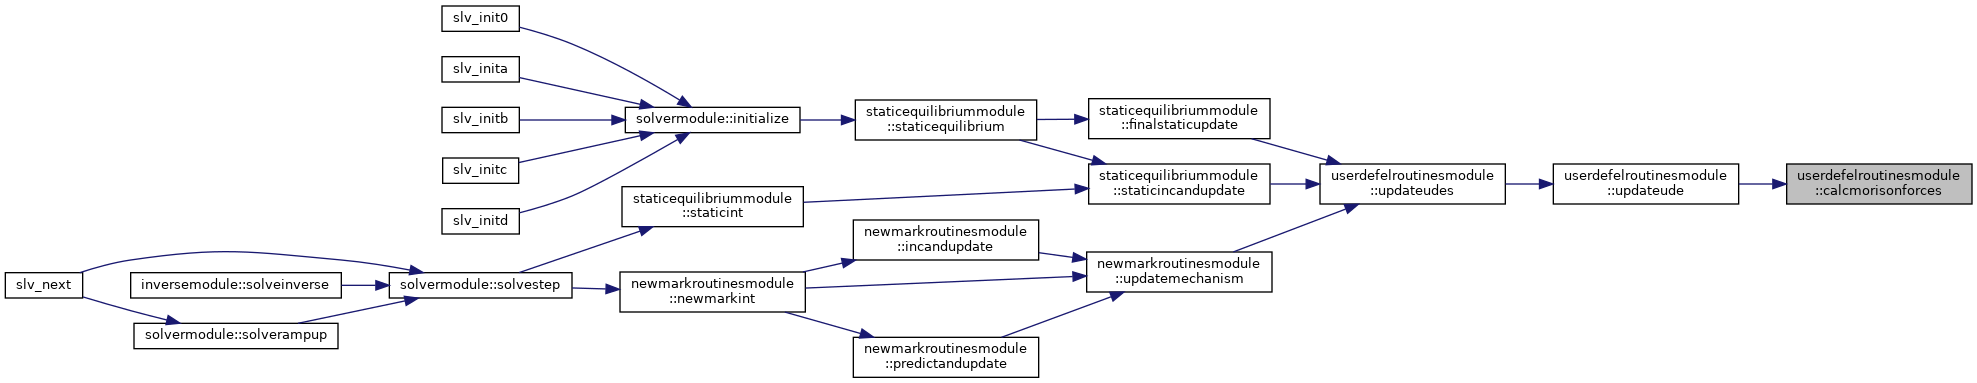 slv_init0
slv_inita
slv_initb
slv_initc
slv_initd
solvermodule::initialize
staticequilibriummodule
::staticequilibrium
staticequilibriummodule
::finalstaticupdate
staticequilibriummodule
::staticincandupdate
userdefelroutinesmodule
::updateudes
userdefelroutinesmodule
::updateude
userdefelroutinesmodule
::calcmorisonforces
staticequilibriummodule
::staticint
newmarkroutinesmodule
::incandupdate
newmarkroutinesmodule
::updatemechanism
slv_next
inversemodule::solveinverse
solvermodule::solvestep
newmarkroutinesmodule
::newmarkint
solvermodule::solverampup
newmarkroutinesmodule
::predictandupdate